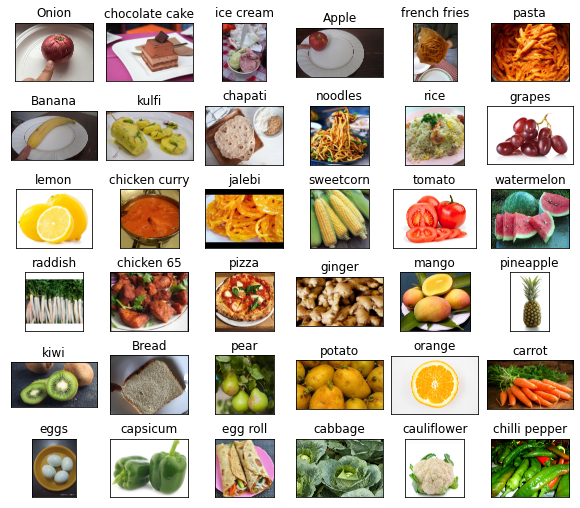 Onion
chocolate cake
ice cream
Apple
french fries
pasta
Banana
kulfi
chapati
noodles
rice
grapes
lemon
chicken curry
jalebi
sweetcorn
tomato
watermelon
raddish
chicken 65
pizza
ginger
mango
pineapple
kiwi
Bread
pear
potato
orange
carrot
eggs
capsicum
egg roll
cabbage
cauliflower
chilli pepper